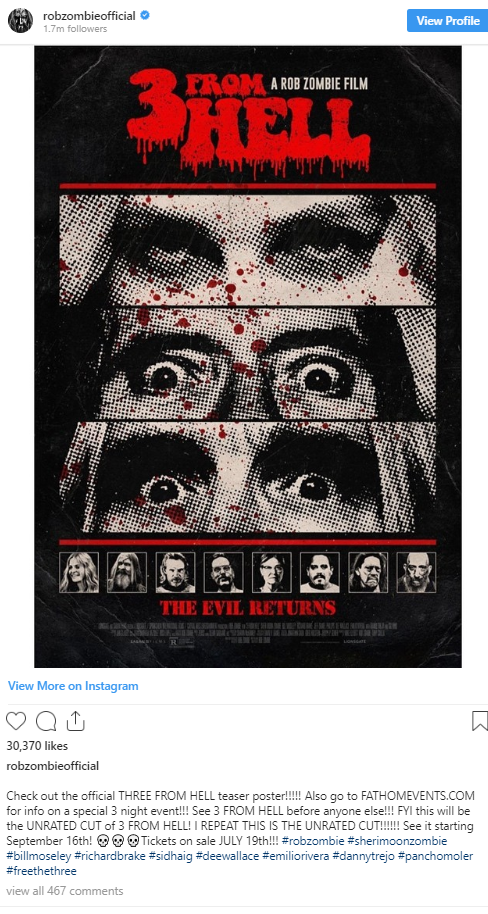 robzombieofficial
1.7m followers
View Profile
3 FROM HELL
A ROB ZOMBIE FILM
THE EVIL RETURNS
View More on Instagram
30,370 likes
robzombieofficial
Check out the official THREE FROM HELL teaser poster!!!!! Also go to FATHOMEVENTS.COM
for info on a special 3 night event!!! See 3 FROM HELL before anyone else!!! FYI this will be
the UNRATED CUT of 3 FROM HELL! I REPEAT THIS IS THE UNRATED CUT!!!!!! See it starting
September 16th! 💀💀💀Tickets on sale JULY 19th!!! #robzombie #sherimoonzombie
#billmoseley #richardbrake #sidhaig #deewallace #emiliorivera #dannytrejo #panchomoler
#freethethree
view all 467 comments